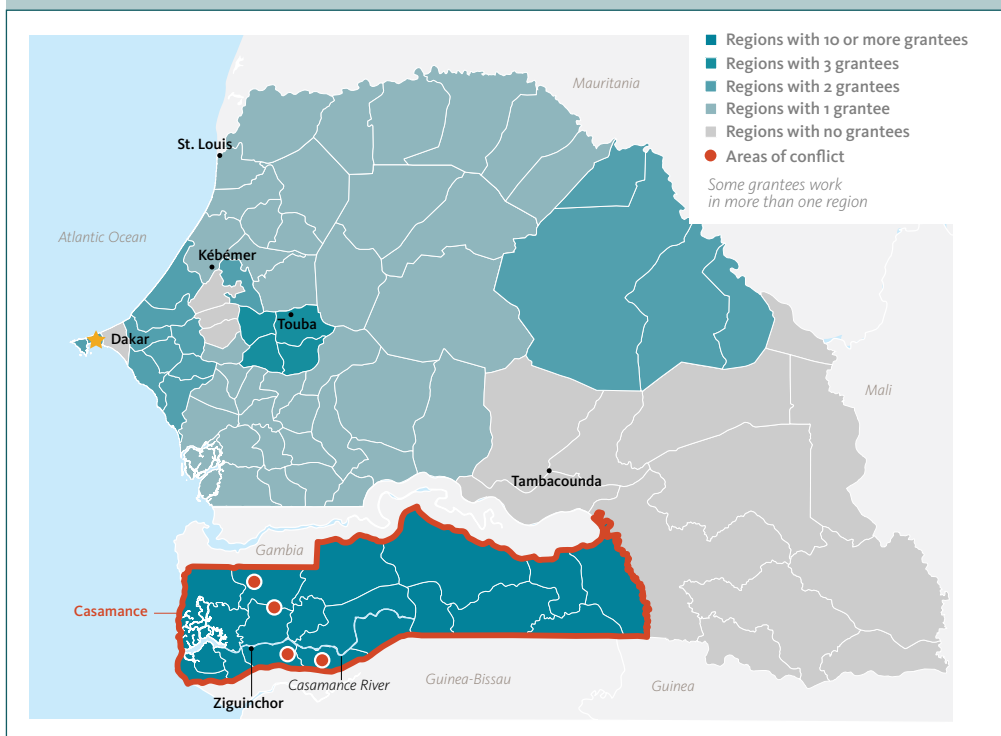 Regions with 10 or more grantees
Regions with 3 grantees
Regions with 2 grantees
Regions with 1 grantee
Regions with no grantees
Areas of conflict
Some grantees work
in more than one region
Mauritania
St. Louis
Atlantic Ocean
Kébémer
Touba
Dakar
Mali
Tambacounda
Gambia
Casamance
Casamance River
Guinea-Bissau
Guinea
Ziguinchor